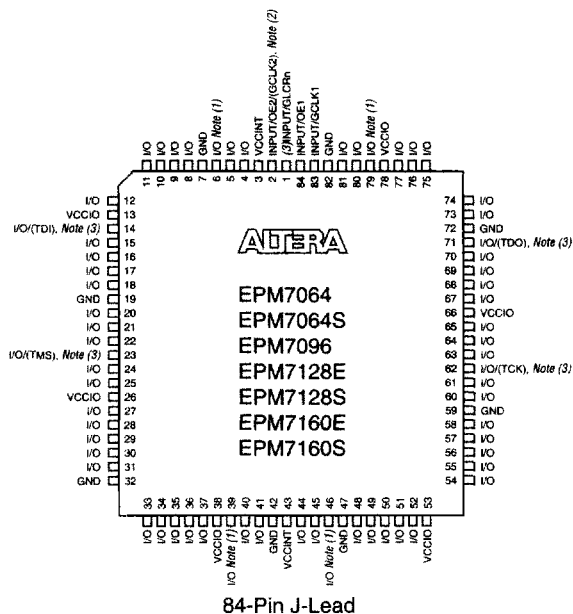 I/O
I/O
I/O
I/O
GND
I/O Note (1)
I/O
I/O
VCCINT
INPUT/OE2/(GCLK2), Note (2)
(3)INPUT/GLCRn
INPUT/OE1
INPUT/GCLK1
GND
I/O
I/O
I/O Note (1)
VCCIO
I/O
I/O
I/O
11 10 9 8 7 6 5 4 3 2 1 84 83 82 81 80 79 78 77 76 75
I/O 12
VCCIO 13
I/O/(TDI), Note (3) 14
I/O 15
I/O 16
I/O 17
I/O 18
GND 19
I/O 20
I/O 21
I/O 22
I/O/(TMS), Note (3) 23
I/O 24
I/O 25
VCCIO 26
I/O 27
I/O 28
I/O 29
I/O 30
I/O 31
GND 32
ALTERA
EPM7064
EPM7064S
EPM7096
EPM7128E
EPM7128S
EPM7160E
EPM7160S
74 I/O
73 I/O
72 GND
71 I/O/(TDO), Note (3)
70 I/O
69 I/O
68 I/O
67 I/O
66 VCCIO
65 I/O
64 I/O
63 I/O
62 I/O/(TCK), Note (3)
61 I/O
60 I/O
59 GND
58 I/O
57 I/O
56 I/O
55 I/O
54 I/O
33 34 35 36 37 38 39 40 41 42 43 44 45 46 47 48 49 50 51 52 53
I/O
I/O
I/O
I/O
I/O
VCCIO
I/O Note (1)
I/O
I/O
GND
VCCINT
I/O
I/O
I/O Note (1)
GND
I/O
I/O
I/O
I/O
I/O
VCCIO
84-Pin J-Lead